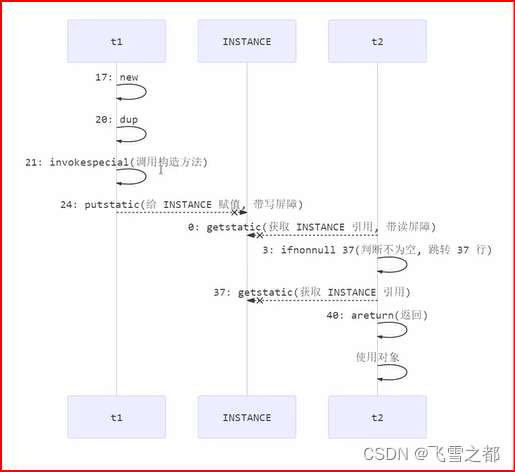 t1 INSTANCE t2
17: new
20: dup
21: invokespecial(调用构造方法)
24: putstatic(给 INSTANCE 赋值, 带写屏障)
0: getstatic(获取 INSTANCE 引用, 带读屏障)
3: ifnonnull 37(判断不为空, 跳转 37 行)
37: getstatic(获取 INSTANCE 引用)
40: areturn(返回)
使用对象
t1 INSTANCE t2
CSDN @飞雪之都